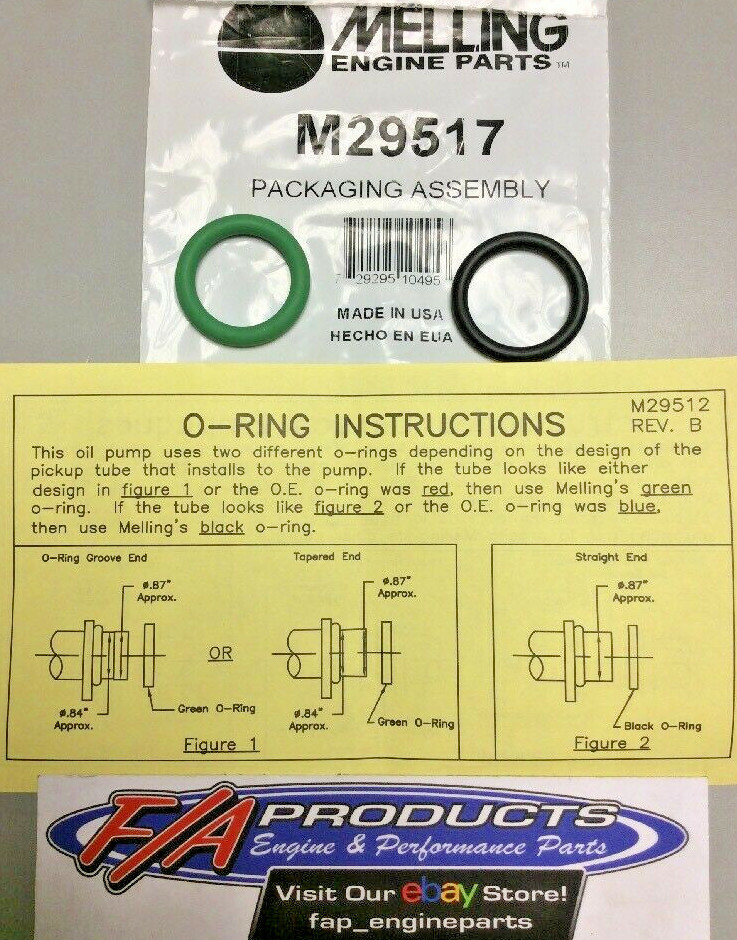 MELLING
ENGINE PARTS TM
M29517
PACKAGING ASSEMBLY
7 29295 10495
MADE IN USA
HECHO EN EUA
M29512
REV. B
O-RING INSTRUCTIONS
This oil pump uses two different o-rings depending on the design of the
pickup tube that installs to the pump. If the tube looks like either
design in figure 1 or the O.E. o-ring was red, then use Melling's green
o-ring. If the tube looks like figure 2 or the O.E. o-ring was blue,
then use Melling's black o-ring.
O-Ring Groove End
Tapered End
Straight End
ø.87"
Approx.
ø.87"
Approx.
ø.87"
Approx.
OR
ø.84"
Approx.
Green O-Ring
ø.84"
Approx.
Green O-Ring
Black O-Ring
Figure 1
Figure 2
F/A PRODUCTS
Engine & Performance Parts
Visit Our ebay Store!
fap_engineparts